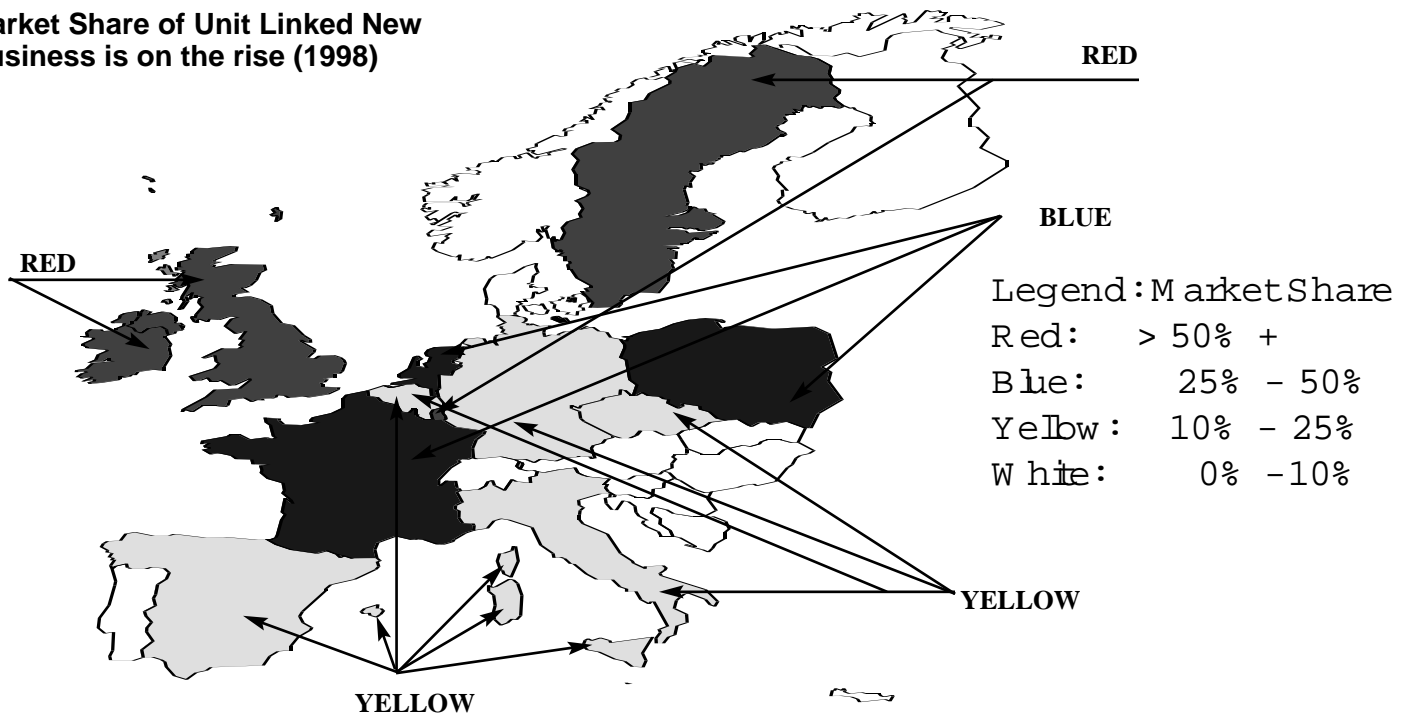 arket Share of Unit Linked New
usiness is on the rise (1998)
RED
BLUE
RED
Legend:Market Share
Red: > 50% +
Blue: 25% - 50%
Yellow: 10% - 25%
White: 0% -10%
YELLOW
YELLOW